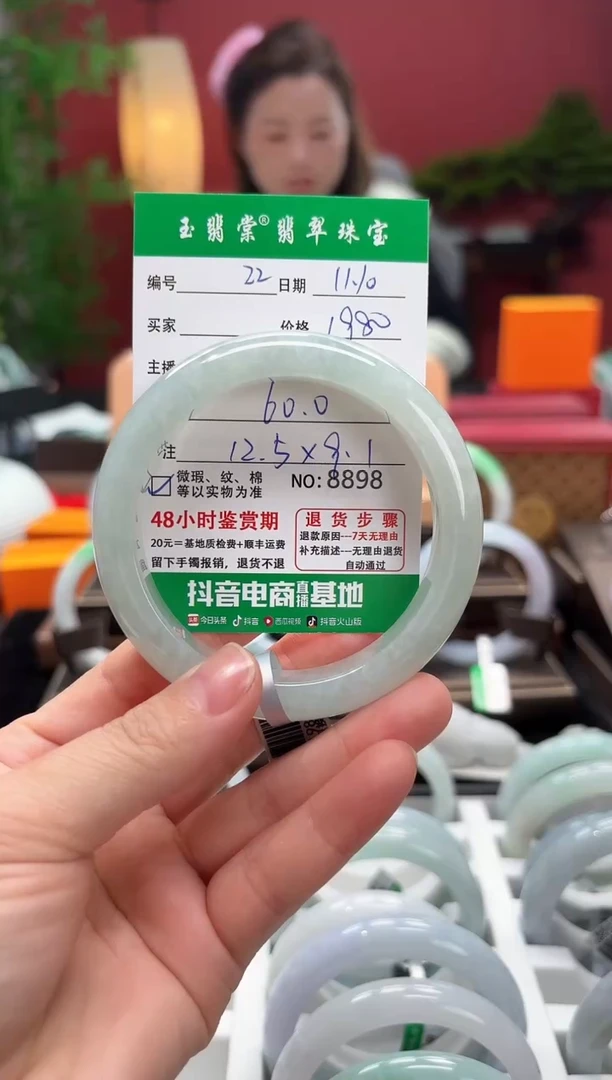 玉翡棠®翡翠珠宝
编号 22 日期 11.10
买家 价格 1980
主播
60.0
注 12.5×8.1
微瑕、纹、棉
等以实物为准
NO:8898
48小时鉴赏期
20元=基地质检费+顺丰运费
留下手镯报销,退货不退
退货步骤
退款原因---7天无理由
补充描述---无理由退货
自动通过
抖音电商直播基地
头条 今日头条 抖音 西瓜视频 抖音火山版